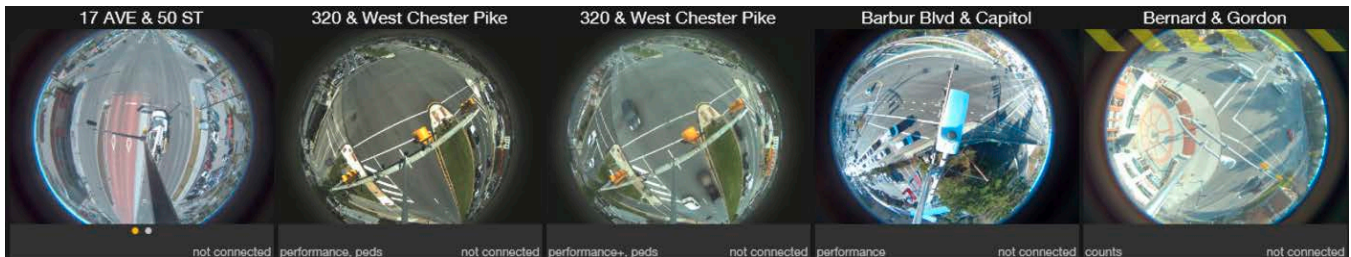 17 AVE & 50 ST
320 & West Chester Pike
320 & West Chester Pike
Barbur Blvd & Capitol
Bernard & Gordon
not connected
performance, peds not connected
performance+, peds not connected
performance not connected
counts not connected